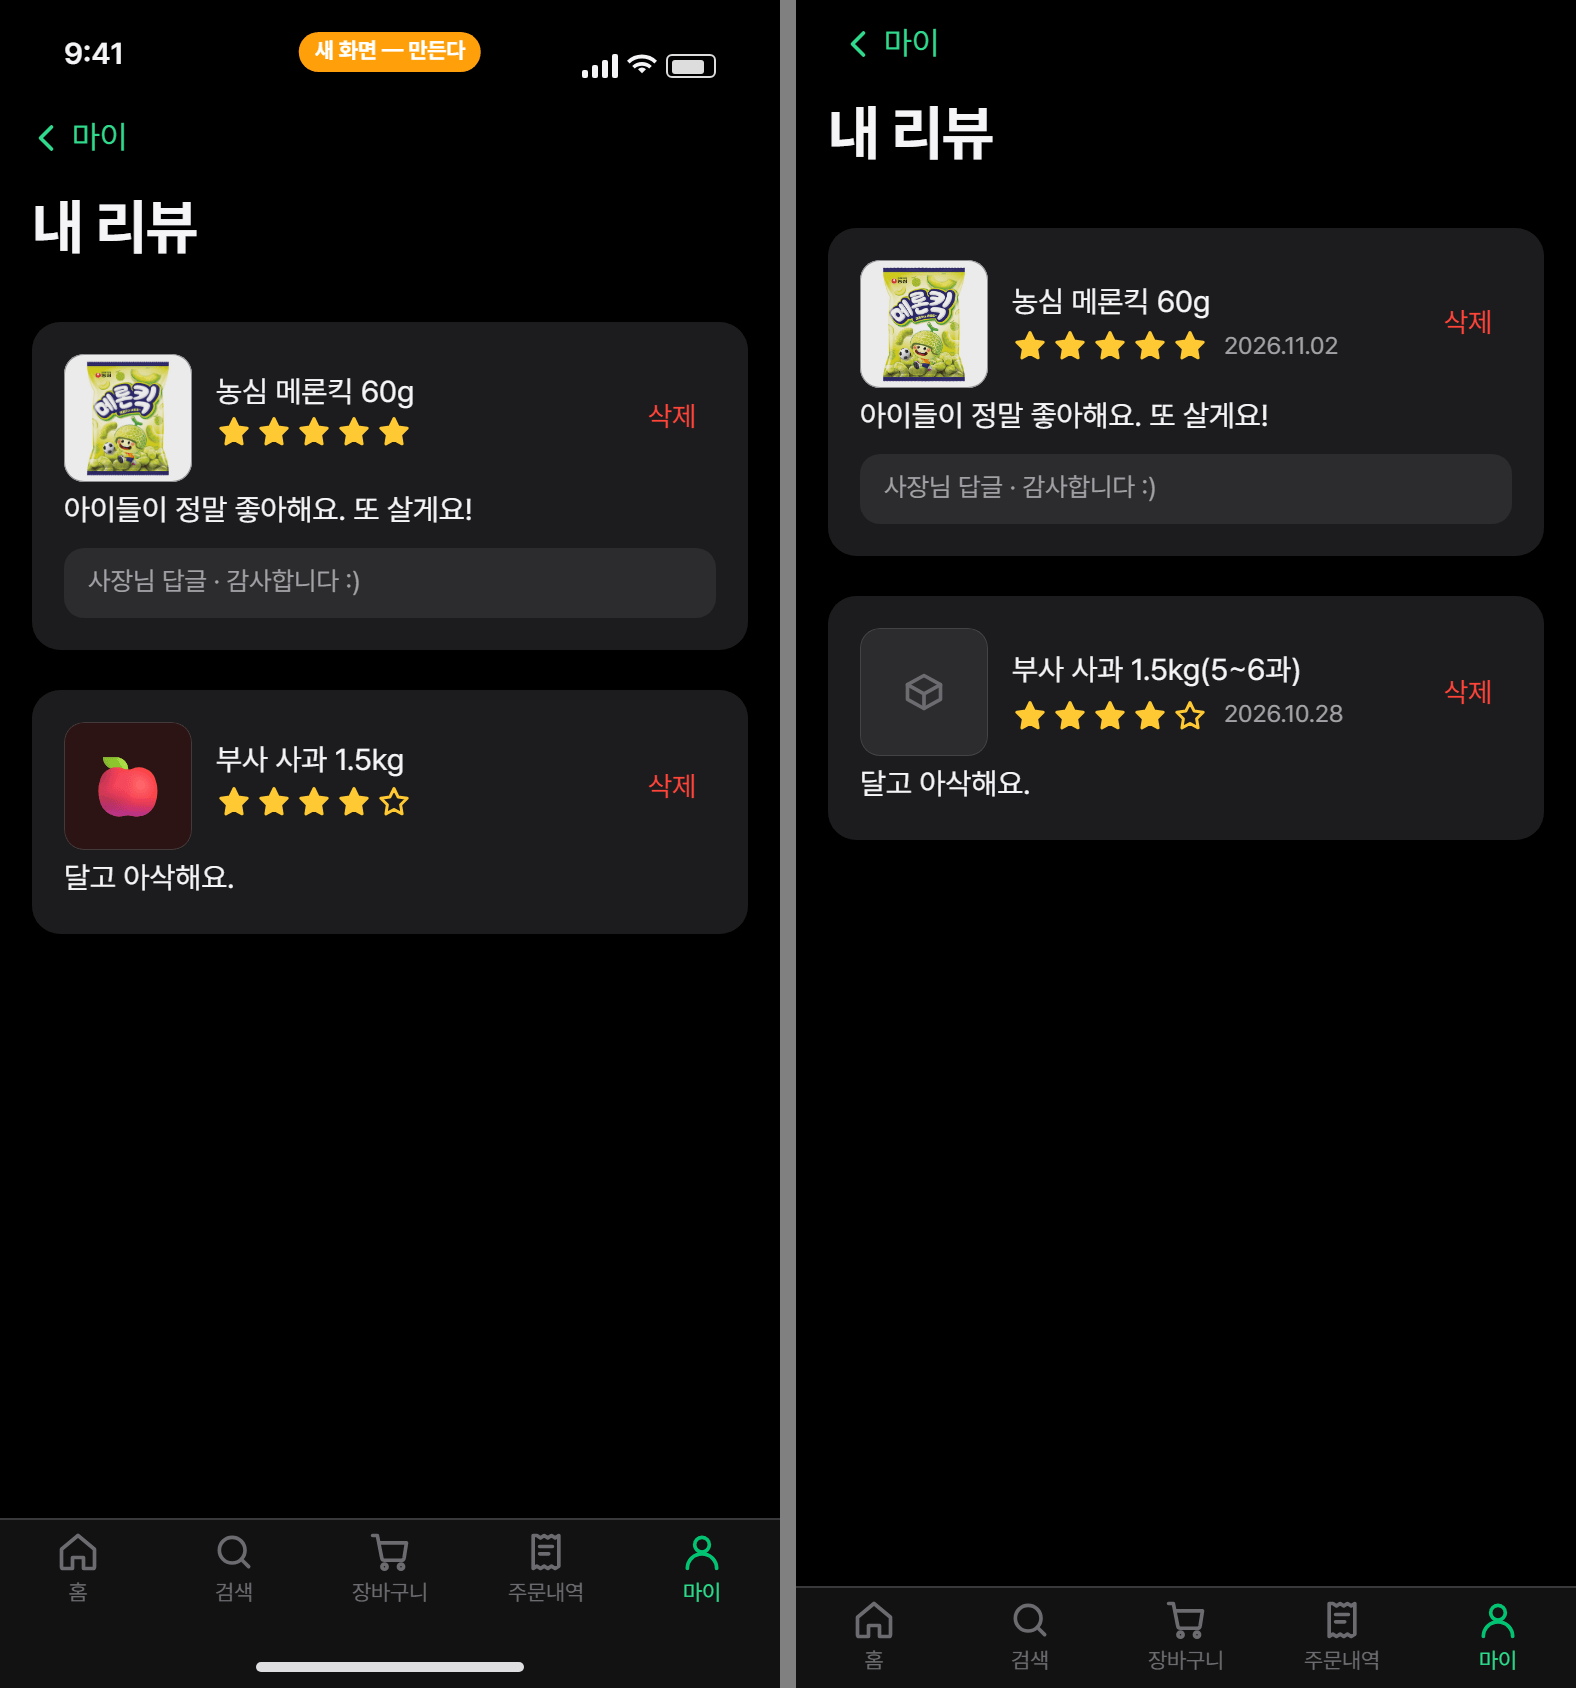 9:41
새 화면 — 만든다
마이
내 리뷰
농심 메론킥 60g
삭제
아이들이 정말 좋아해요. 또 살게요!
사장님 답글 · 감사합니다 :)
부사 사과 1.5kg
삭제
달고 아삭해요.
홈
검색
장바구니
주문내역
마이
마이
내 리뷰
농심 메론킥 60g
2026.11.02
삭제
아이들이 정말 좋아해요. 또 살게요!
사장님 답글 · 감사합니다 :)
부사 사과 1.5kg(5~6과)
2026.10.28
삭제
달고 아삭해요.
홈
검색
장바구니
주문내역
마이
메론킥
메론킥